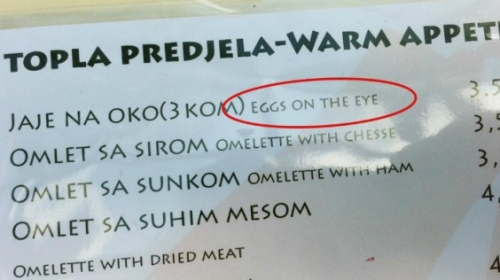 TOPLA PREDJELA-WARM APPETI
JAJE NA OKO(3 KOM) EGGS ON THE EYE 3.5
OMLET SA SIROM OMELETTE WITH CHESSE 3,5
OMLET SA SUNKOM OMELETTE WITH HAM 3,
OMLET SA SUHIM MESOM 4,
OMELETTE WITH DRIED MEAT 4